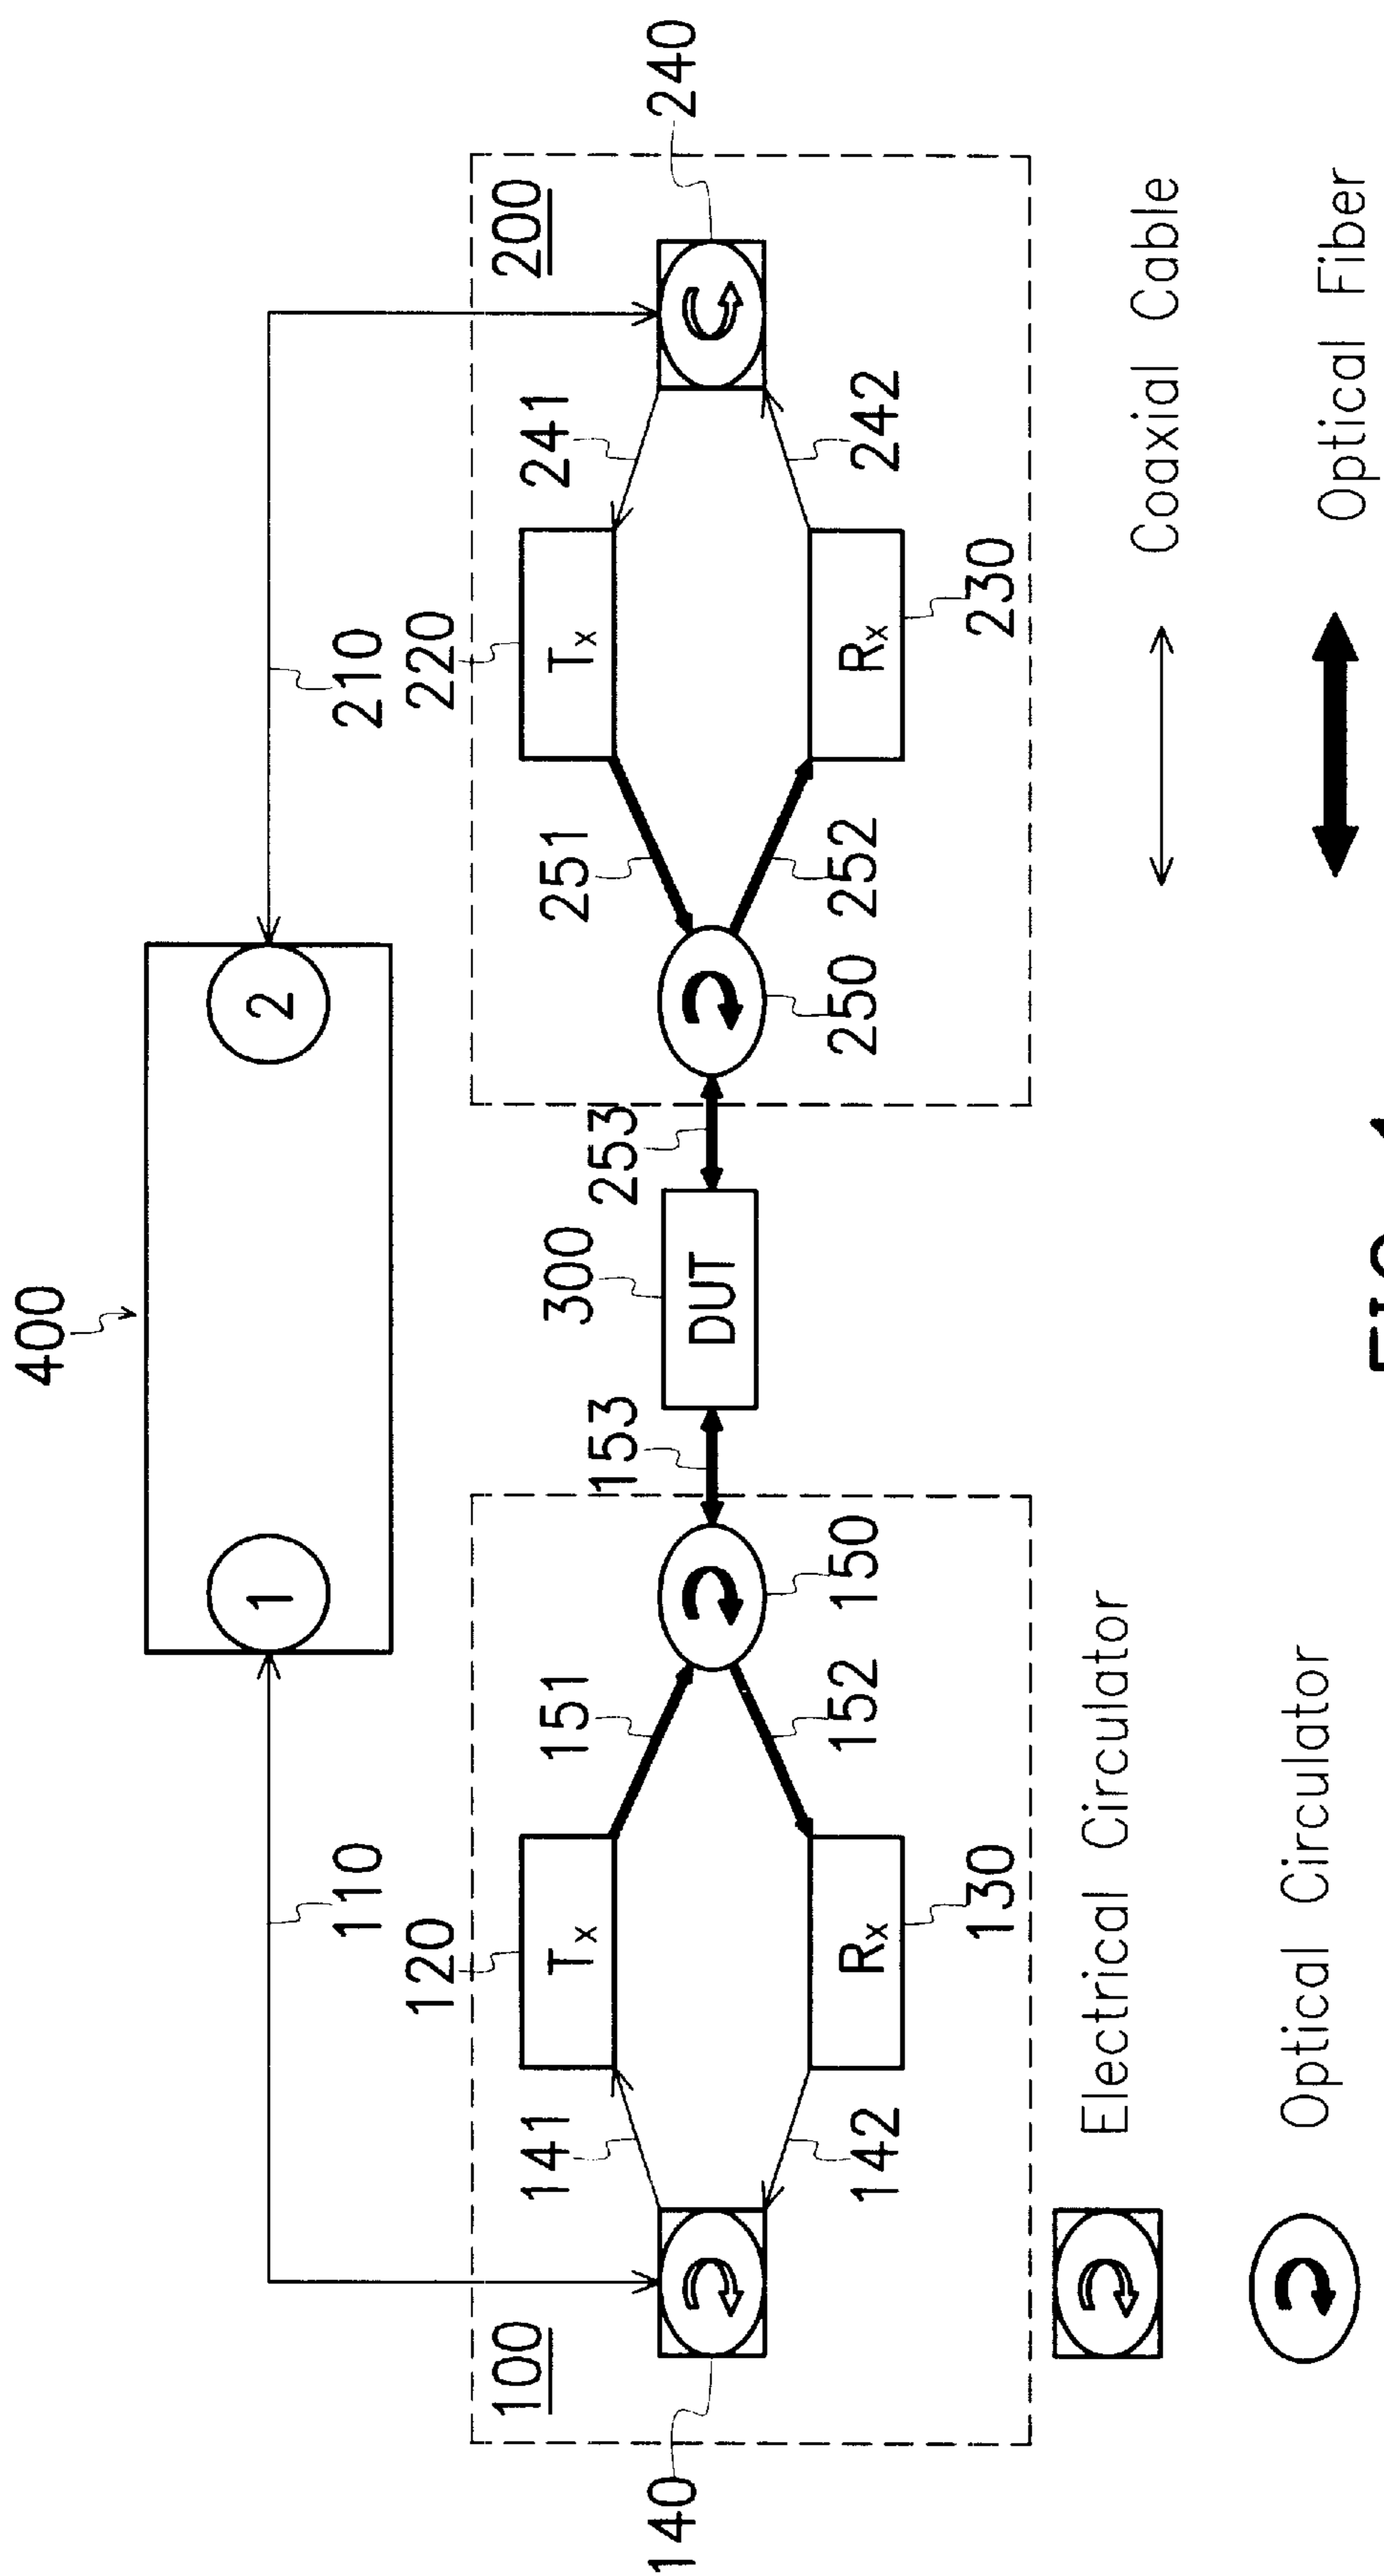 400
1
2
110
210
100
120
Tx
220
Tx
200
141
151
153
300
253
251
241
140
DUT
240
142
152
150
250
252
242
Rx
130
Rx
230
Electrical Circulator
Coaxial Cable
Optical Circulator
Optical Fiber